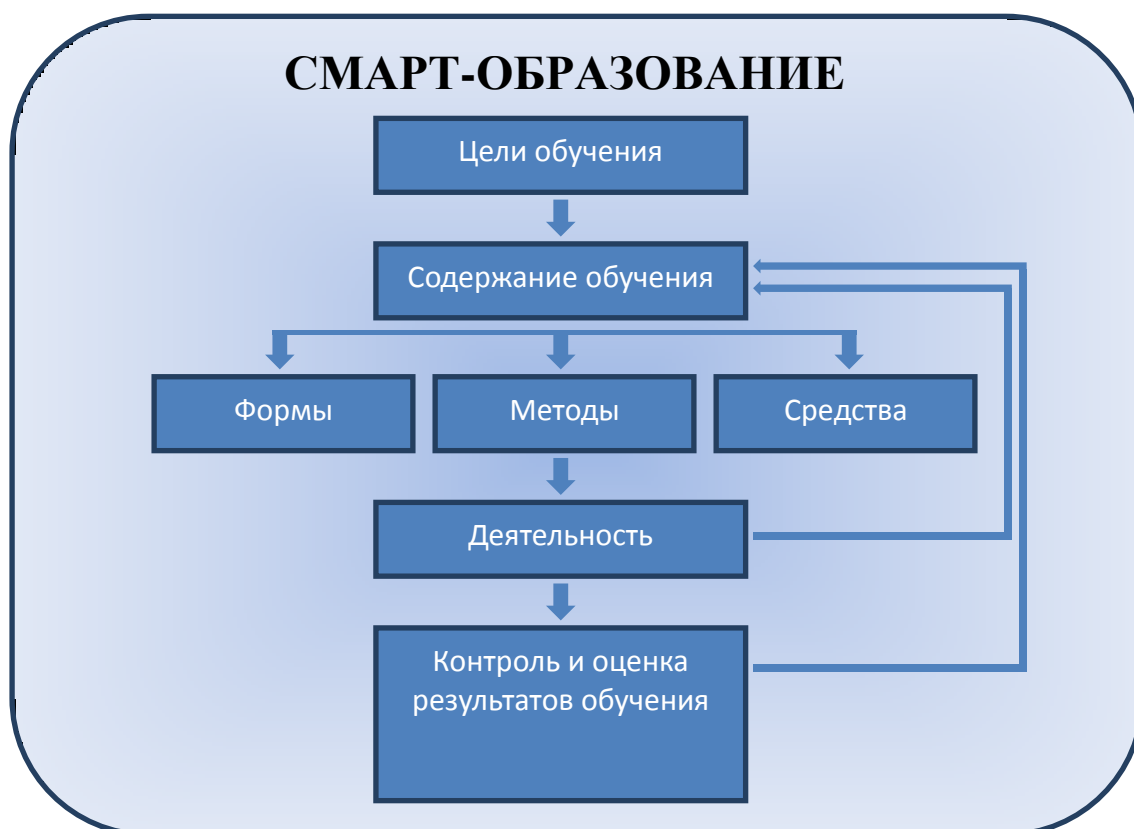 СМАРТ-ОБРАЗОВАНИЕ
Цели обучения
Содержание обучения
Формы
Методы
Средства
Деятельность
Контроль и оценка
результатов обучения